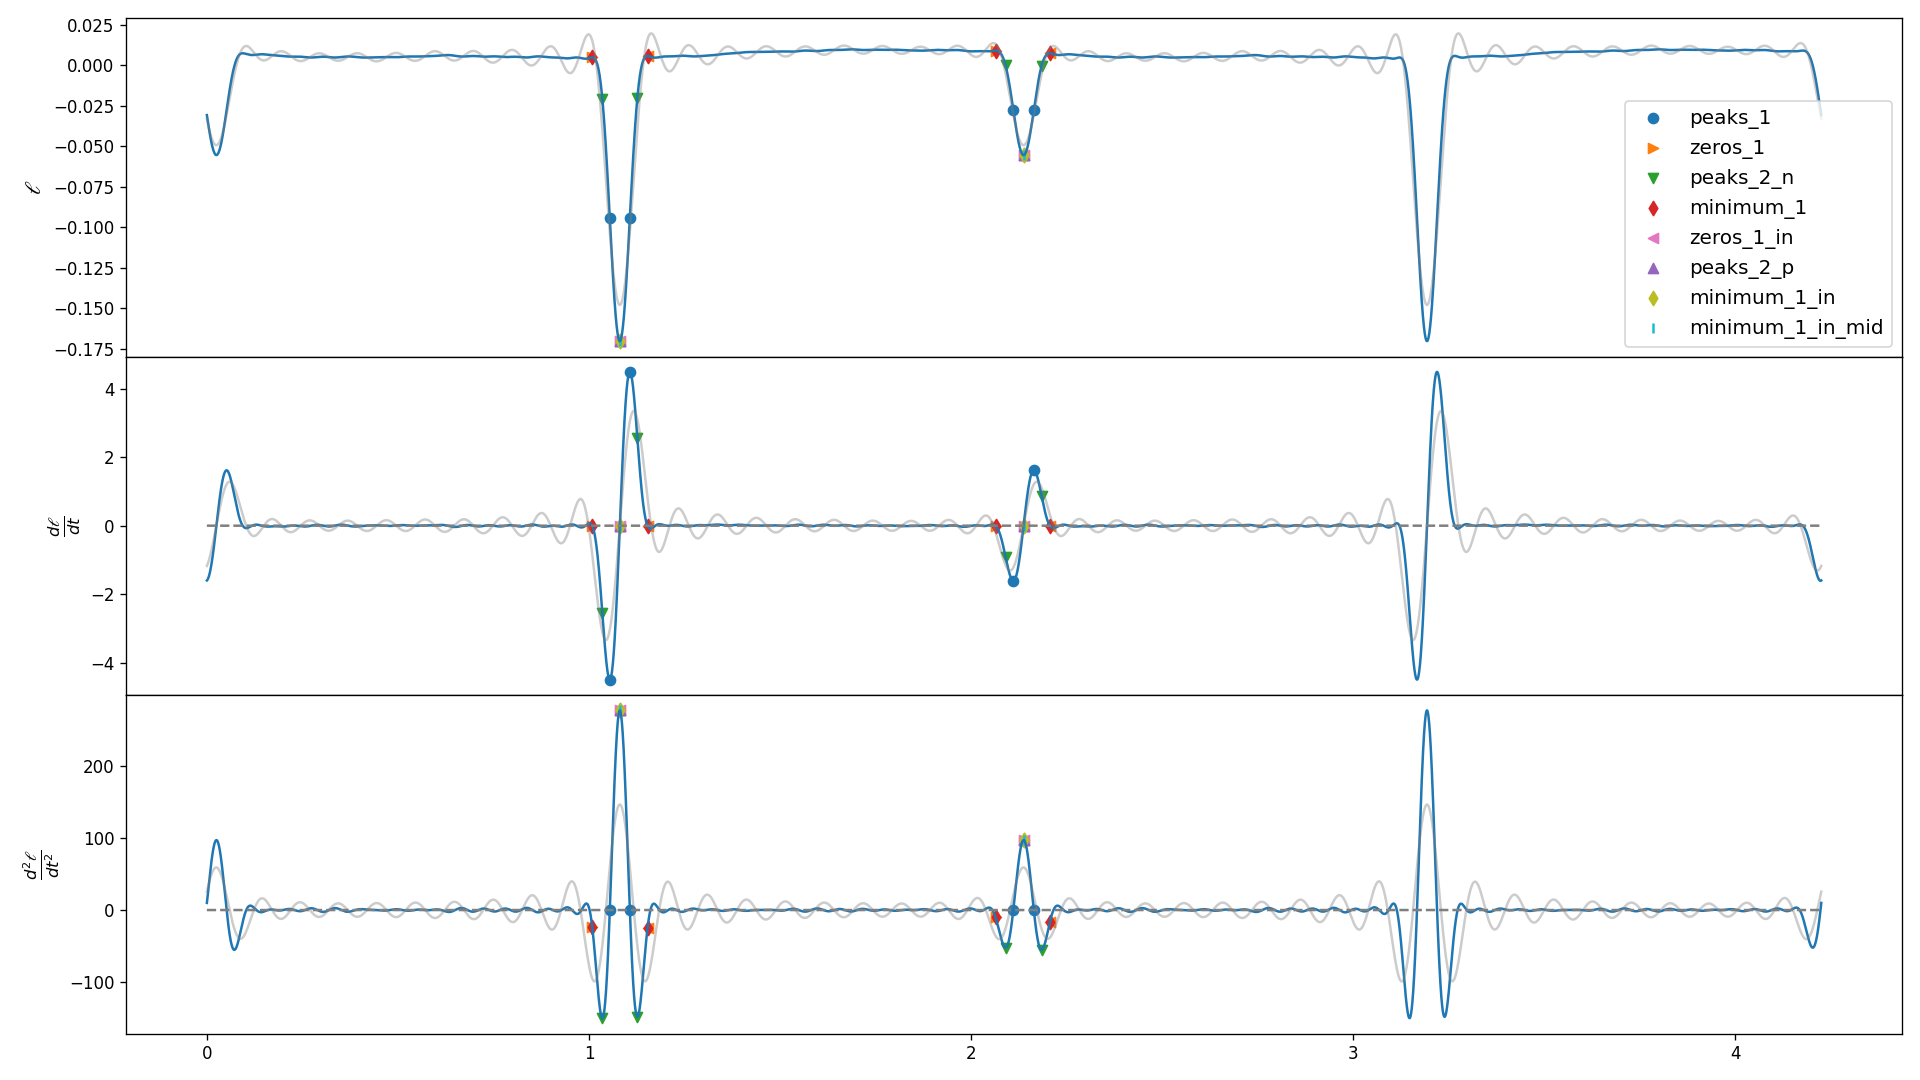 0.025
0.000
−0.025
−0.050
−0.075
−0.100
−0.125
−0.150
−0.175
ℓ
peaks_1
zeros_1
peaks_2_n
minimum_1
zeros_1_in
peaks_2_p
minimum_1_in
minimum_1_in_mid
4
2
0
−2
−4
dℓ
dt
200
100
0
−100
d²ℓ
dt²
0 1 2 3 4